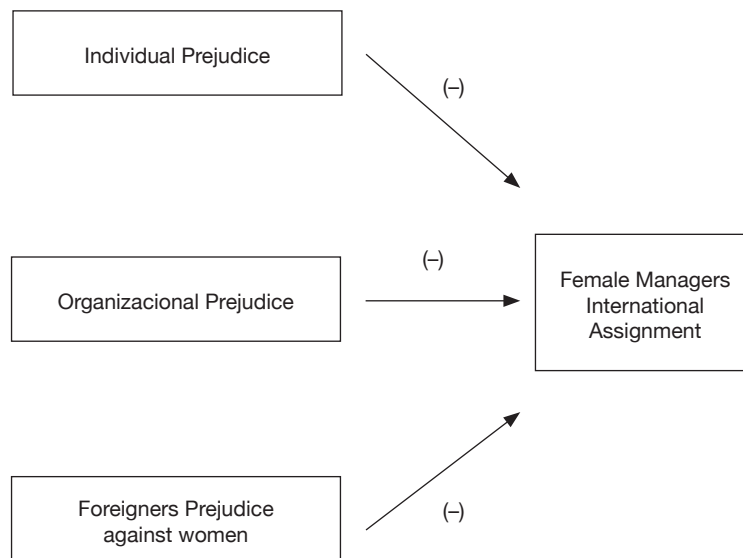 Individual Prejudice
(–)
Organizacional Prejudice
(–)
Female Managers
International
Assignment
Foreigners Prejudice
against women
(–)